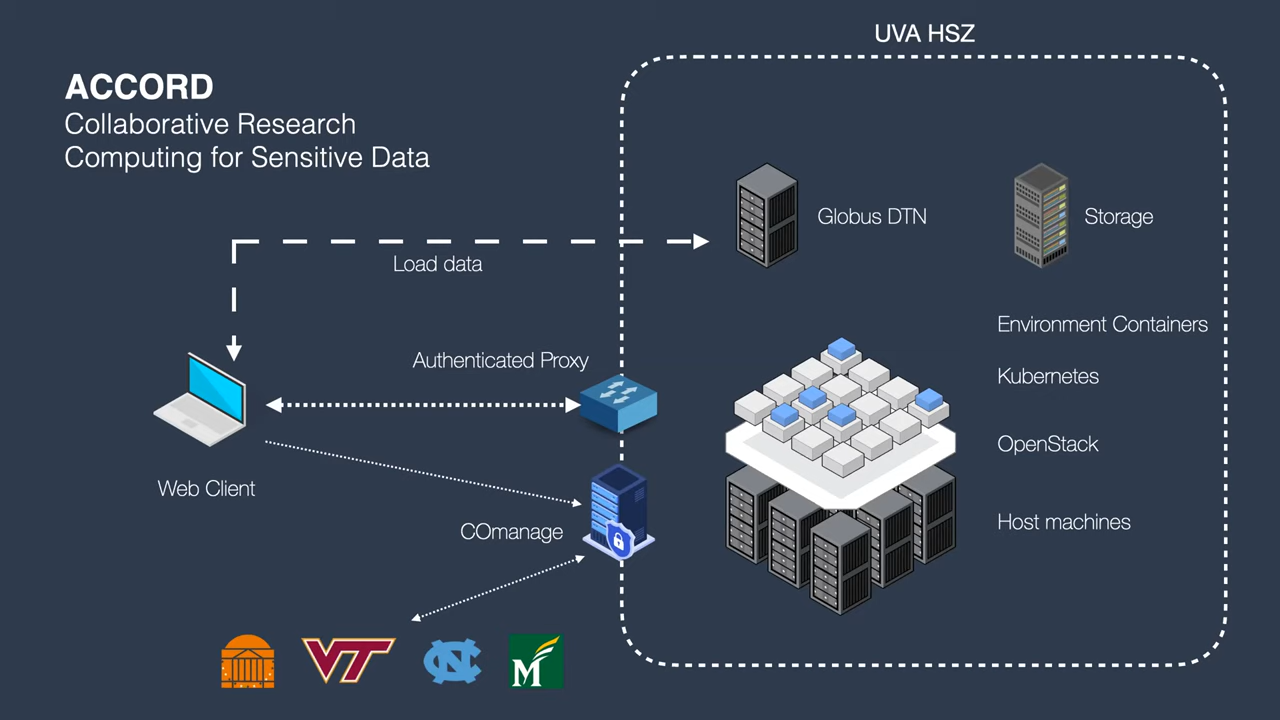 UVA HSZ
ACCORD
Collaborative Research
Computing for Sensitive Data
Globus DTN
Storage
Load data
Environment Containers
Authenticated Proxy
Kubernetes
OpenStack
Web Client
COmanage
Host machines
VT
NC
M